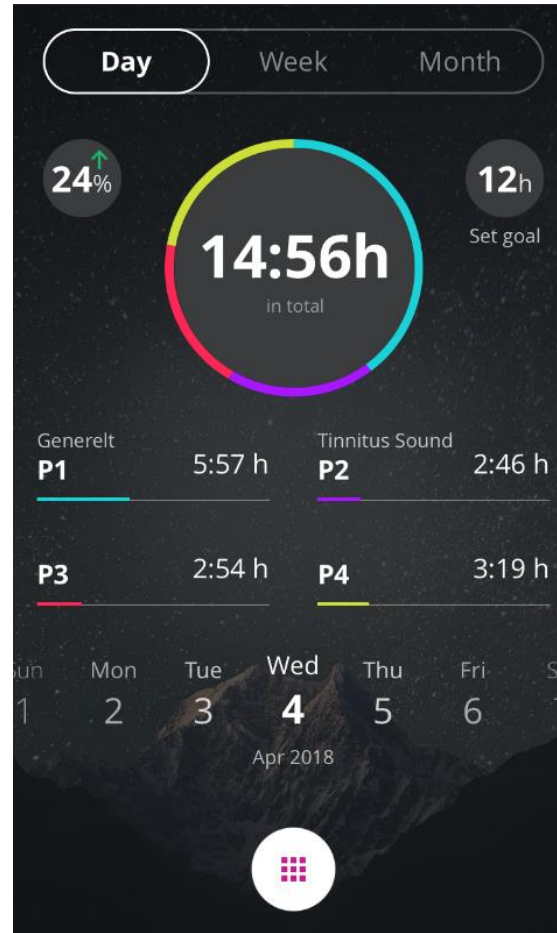 Day Week Month
24%
12h
Set goal
14:56h
in total
Generelt
P1 5:57 h
Tinnitus Sound
P2 2:46 h
P3 2:54 h
P4 3:19 h
Sun Mon Tue Wed Thu Fri S
1 2 3 4 5 6
Apr 2018